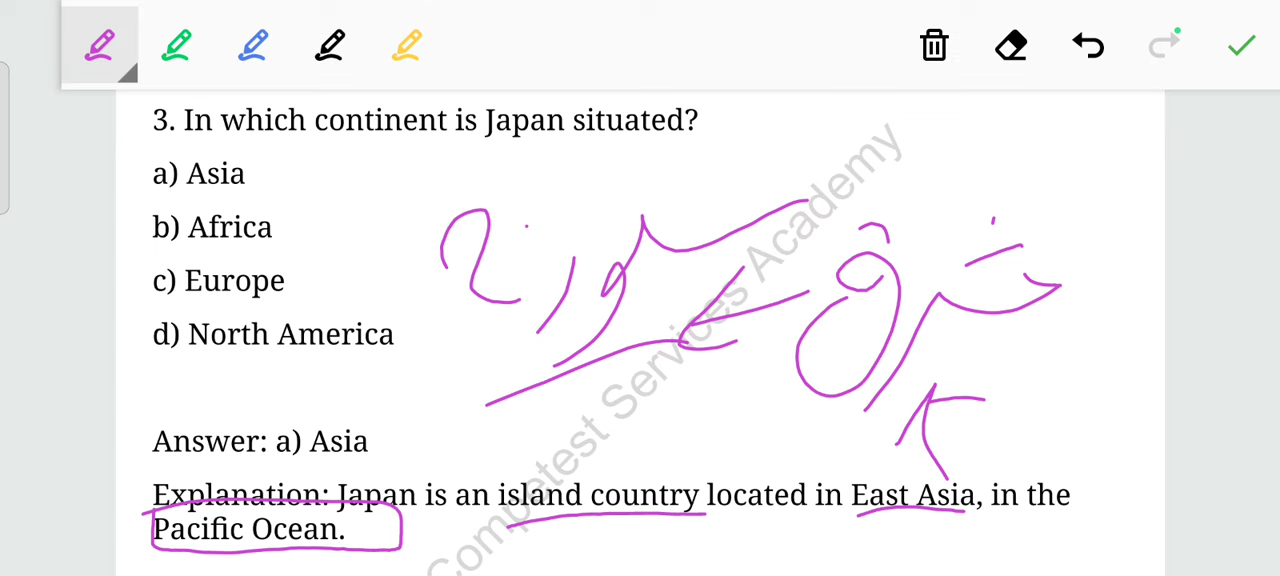 3. In which continent is Japan situated?
a) Asia
b) Africa
c) Europe
d) North America
Answer: a) Asia
Explanation: Japan is an island country located in East Asia, in the
Pacific Ocean.
Competest Services Academy